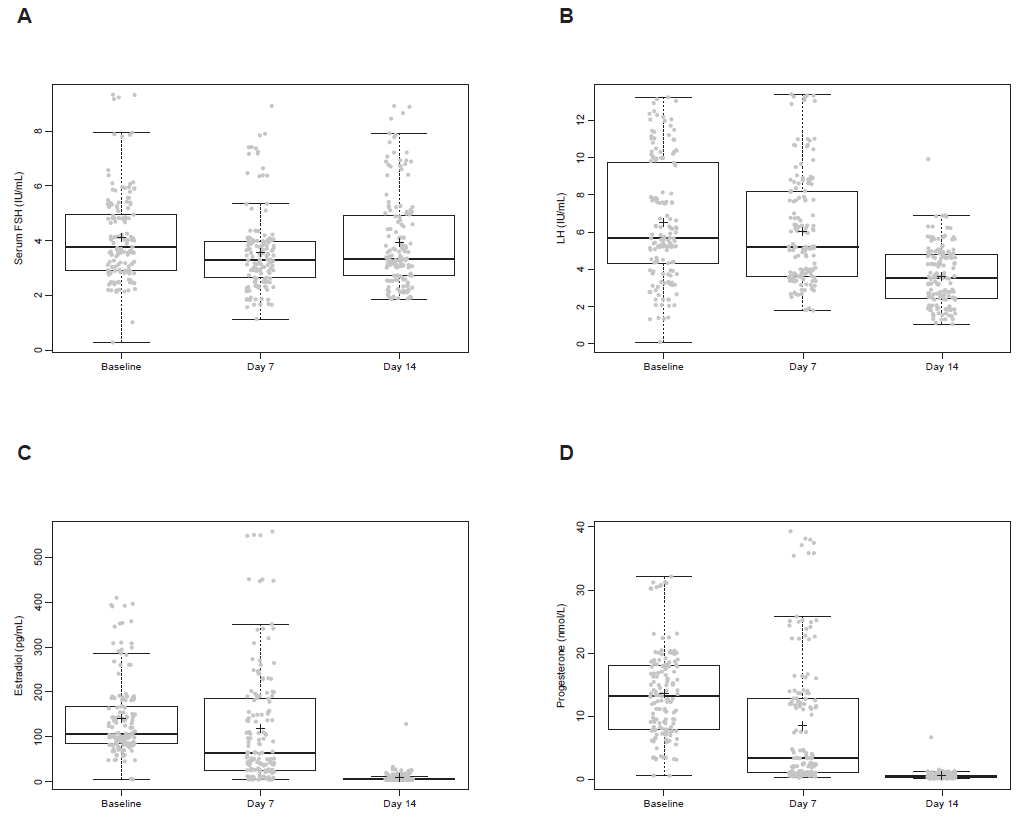 A
Serum FSH (IU/mL)
8
6
4
2
0
Baseline Day 7 Day 14
B
LH (IU/mL)
12
10
8
6
4
2
0
Baseline Day 7 Day 14
C
Estradiol (pg/mL)
500
400
300
200
100
0
Baseline Day 7 Day 14
D
Progesterone (nmol/L)
40
30
20
10
0
Baseline Day 7 Day 14